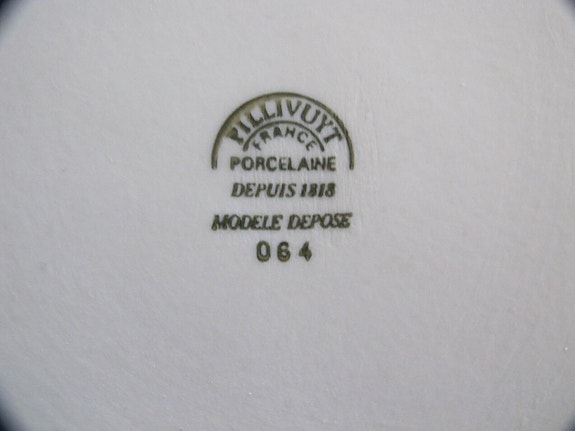 PILLIVUYT
FRANCE
PORCELAINE
DEPUIS 1818
MODELE DEPOSE
064